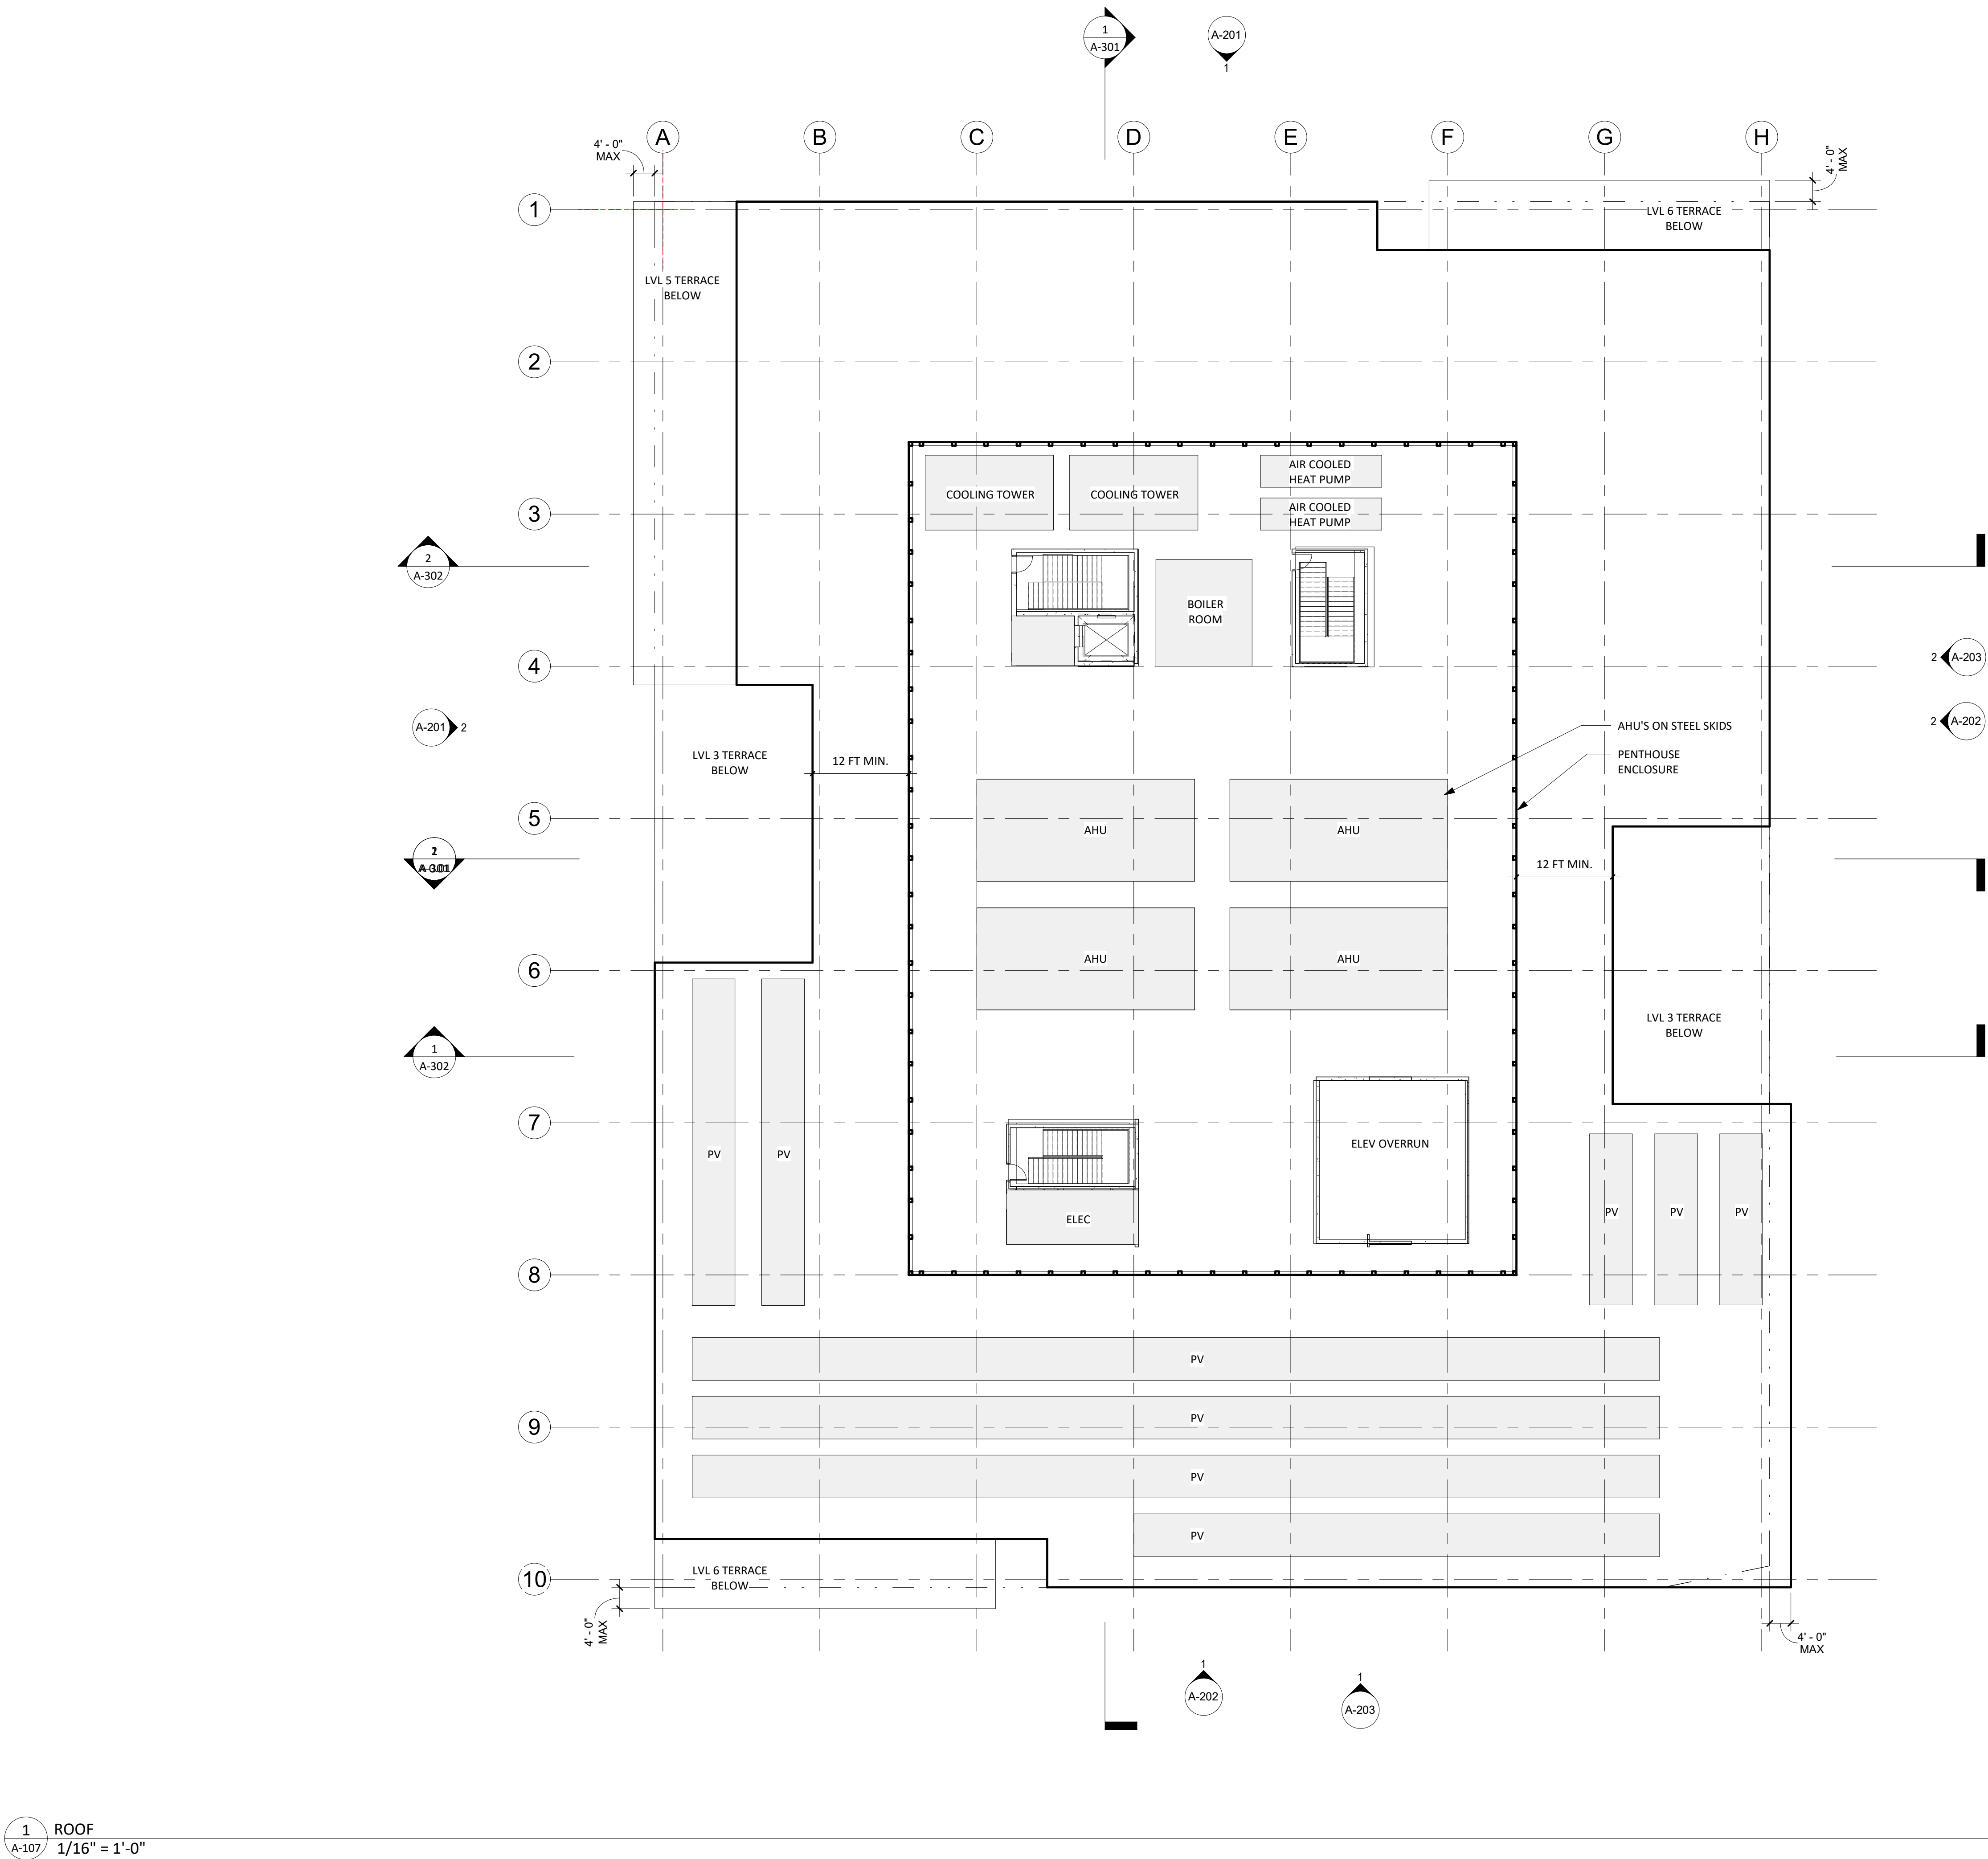 1
A-301
A-201
1
A
B
C
D
E
F
G
H
4' - 0"
MAX
4' - 0"
MAX
1
LVL 6 TERRACE
BELOW
LVL 5 TERRACE
BELOW
2
AIR COOLED
HEAT PUMP
COOLING TOWER
COOLING TOWER
3
AIR COOLED
HEAT PUMP
2
A-302
BOILER
ROOM
4
2
A-203
A-201
2
2
A-202
AHU'S ON STEEL SKIDS
LVL 3 TERRACE
BELOW
12 FT MIN.
PENTHOUSE
ENCLOSURE
5
AHU
AHU
12 FT MIN.
6
AHU
AHU
LVL 3 TERRACE
BELOW
1
A-302
7
ELEV OVERRUN
PV
PV
ELEC
PV
PV
PV
8
PV
9
PV
PV
PV
10
LVL 6 TERRACE
BELOW
4' - 0"
MAX
4' - 0"
MAX
1
A-202
1
A-203
1
A-107
ROOF
1/16" = 1'-0"